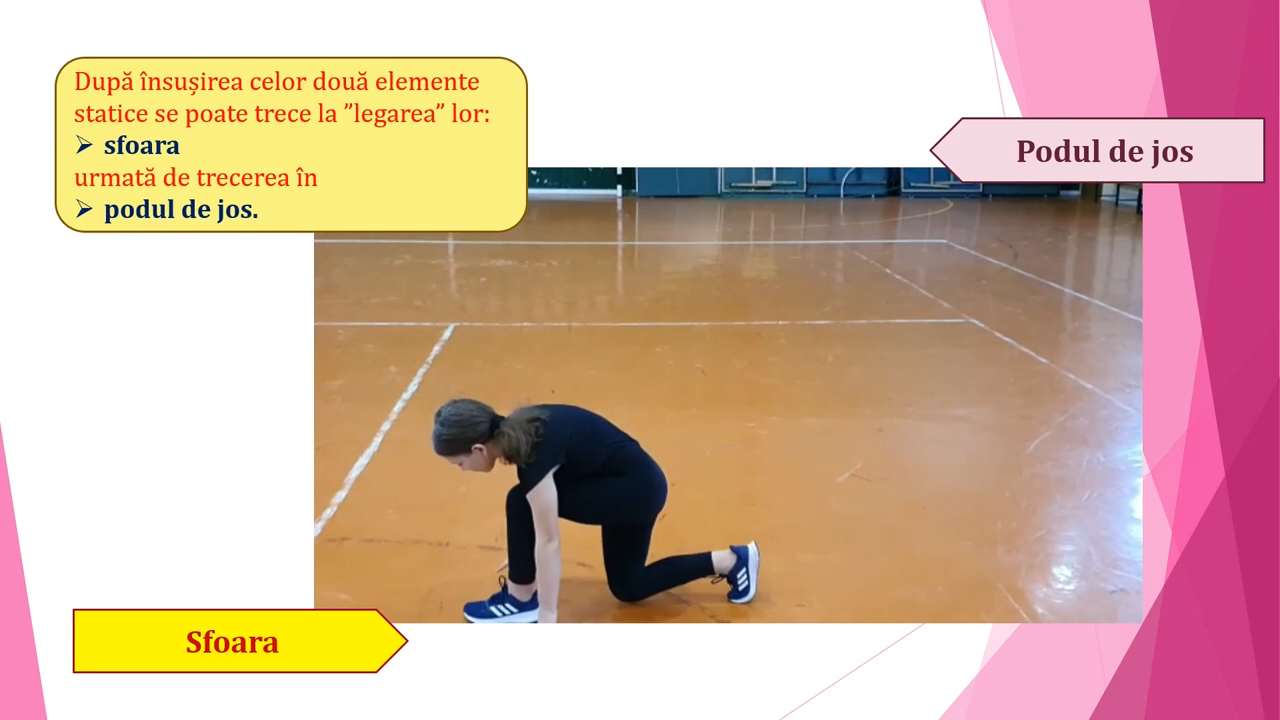 După însușirea celor două elemente
statice se poate trece la ”legarea” lor:
➢ sfoara
urmată de trecerea în
➢ podul de jos.
Podul de jos
Sfoara